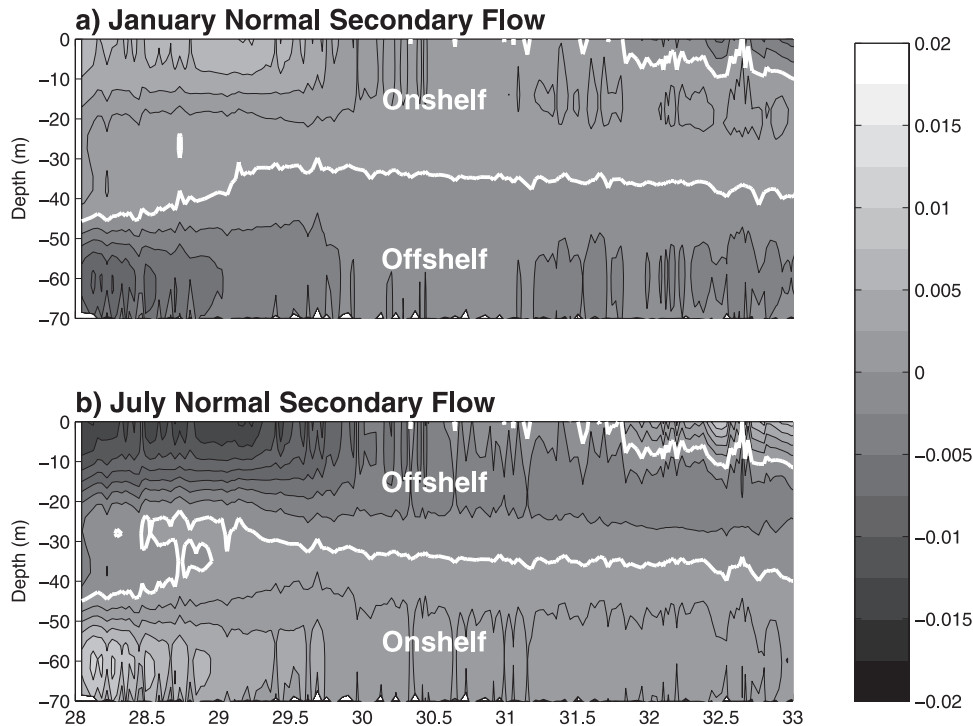 a) January Normal Secondary Flow
0
−10
−20
−30
−40
−50
−60
−70
Depth (m)
Onshelf
Offshelf
b) July Normal Secondary Flow
0
−10
−20
−30
−40
−50
−60
−70
Depth (m)
Offshelf
Onshelf
28 28.5 29 29.5 30 30.5 31 31.5 32 32.5 33
0.02
0.015
0.01
0.005
0
−0.005
−0.01
−0.015
−0.02